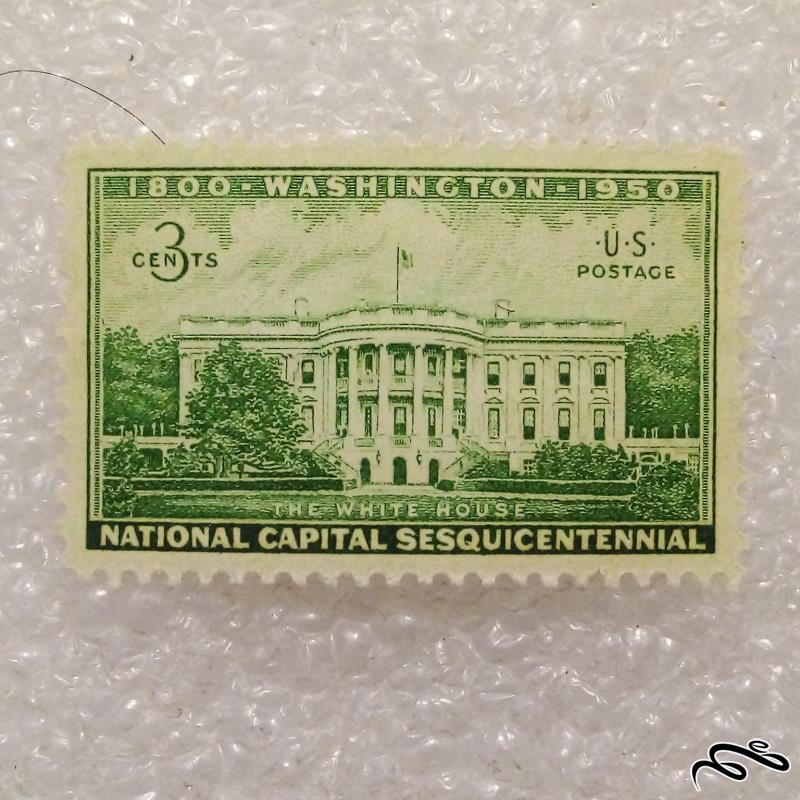 1800 · WASHINGTON · 1950
3 CENTS
· U · S ·
POSTAGE
THE WHITE HOUSE
NATIONAL CAPITAL SESQUICENTENNIAL